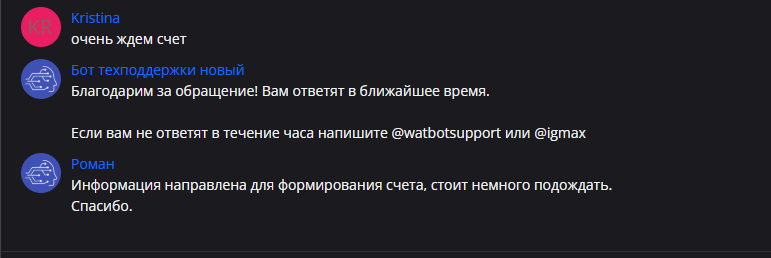 KR
Kristina
очень ждем счет
Бот техподдержки новый
Благодарим за обращение! Вам ответят в ближайшее время.
Если вам не ответят в течение часа напишите @watbotsupport или @igmax
Роман
Информация направлена для формирования счета, стоит немного подождать.
Спасибо.